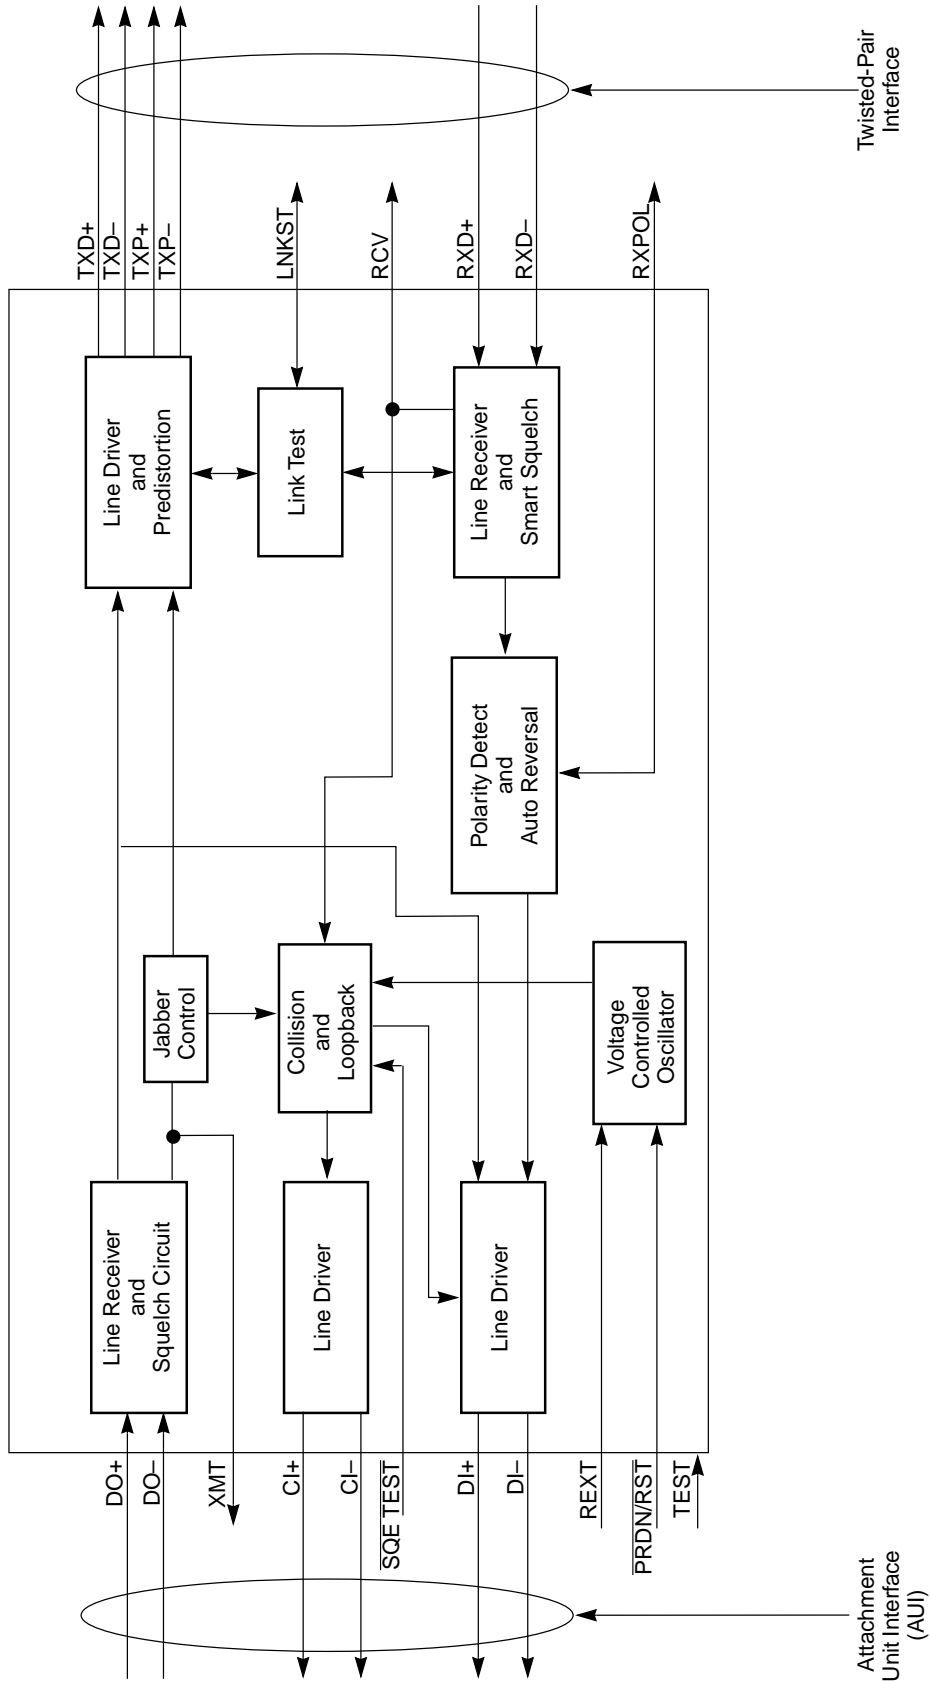 DO+
DO–
XMT
CI+
CI–
SQE TEST
DI+
DI–
REXT
PRDN/RST
TEST
Attachment
Unit Interface
(AUI)
Line Receiver
and
Squelch Circuit
Line Driver
Line Driver
Jabber
Control
Collision
and
Loopback
Voltage
Controlled
Oscillator
Polarity Detect
and
Auto Reversal
Line Driver
and
Predistortion
Link Test
Line Receiver
and
Smart Squelch
TXD+
TXD–
TXP+
TXP–
LNKST
RCV
RXD+
RXD–
RXPOL
Twisted-Pair
Interface